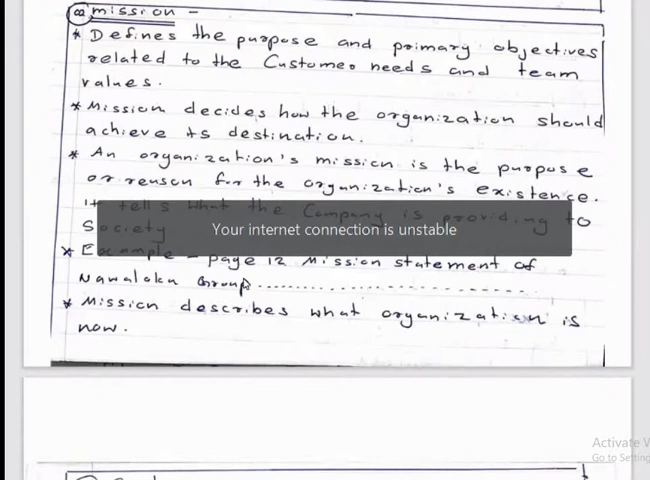 8 mission -
* Defines the purpose and primary objectives
related to the Customer needs and team
values.
* Mission decides how the organization should
achieve its destination.
* An organization's mission is the purpose
or reason for the organization's existence.
It tells what the Company is providing to
Society
Your internet connection is unstable
* Example - page 12 Mission statement of
Nawaloka Group..............................
* Mission describes what organization is
now.
Activate
Go to Setting